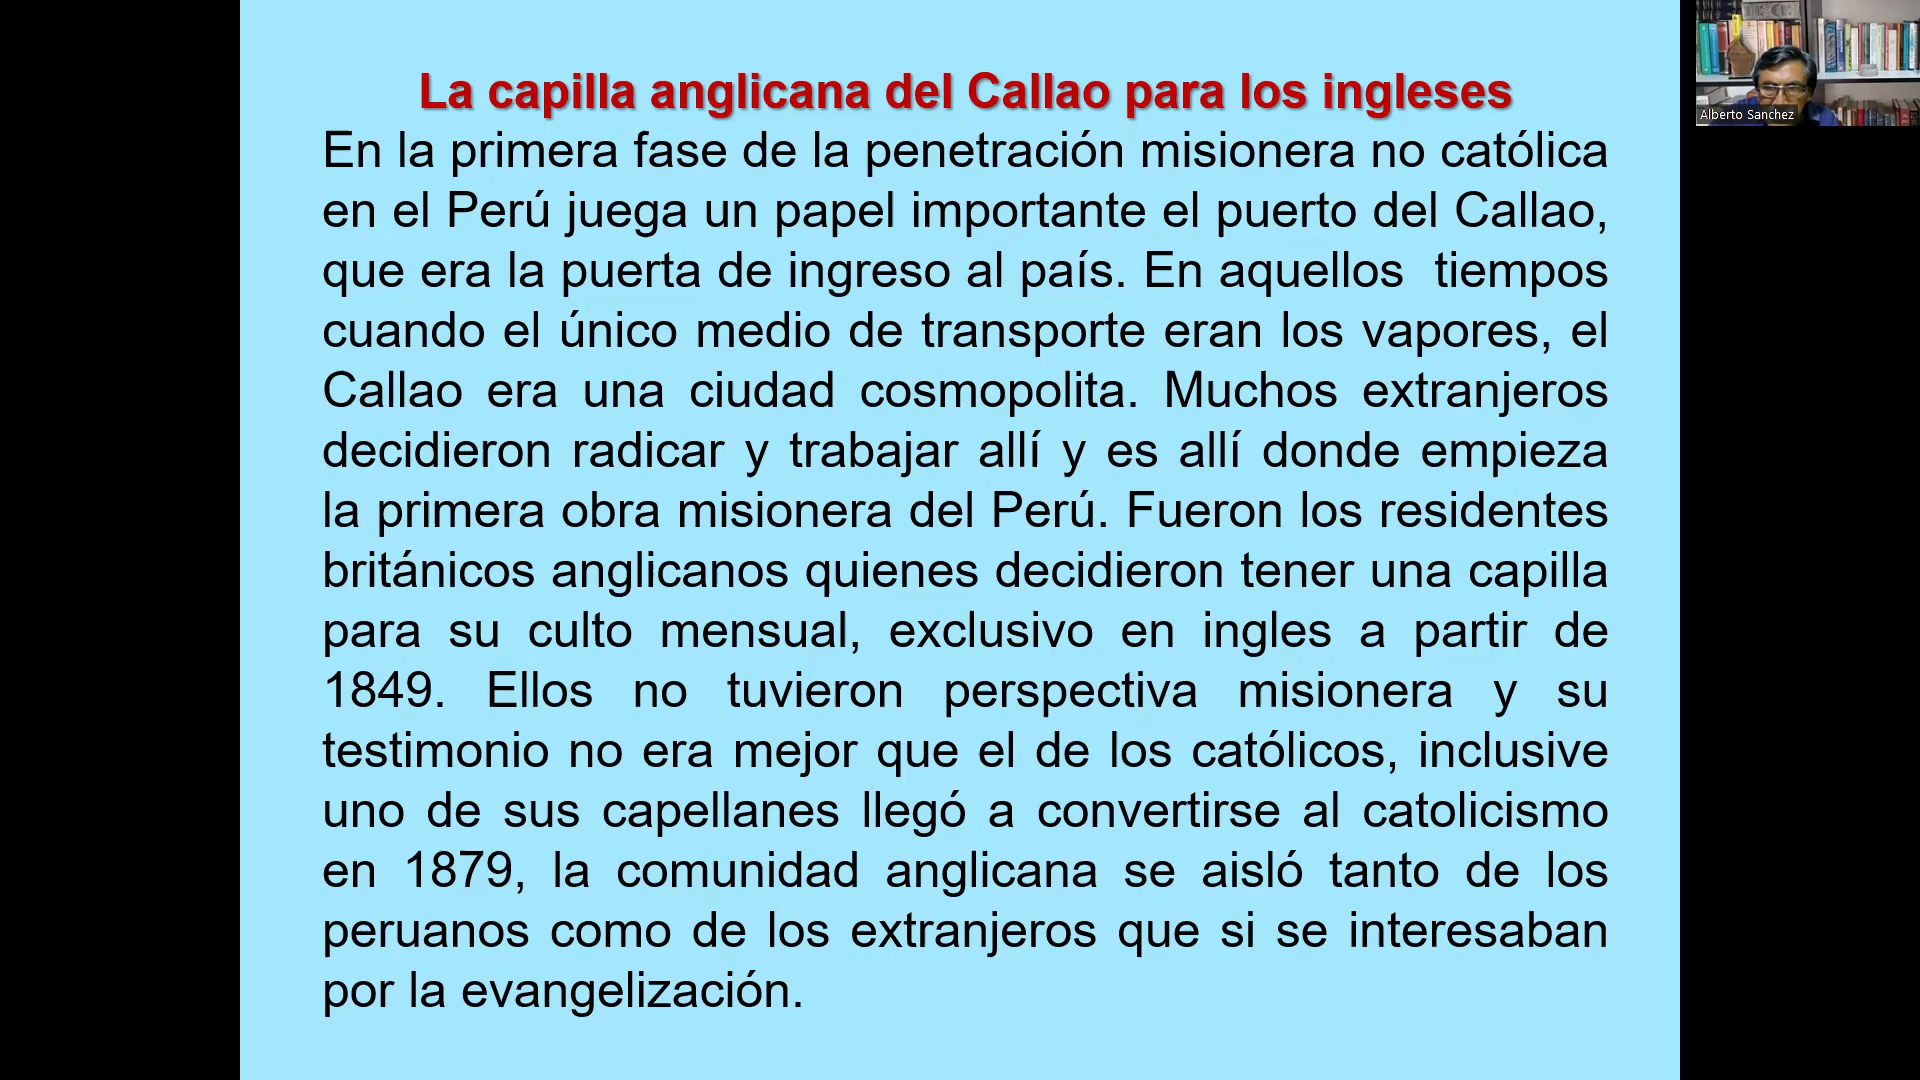 La capilla anglicana del Callao para los ingleses
En la primera fase de la penetración misionera no católica
en el Perú juega un papel importante el puerto del Callao,
que era la puerta de ingreso al país. En aquellos  tiempos
cuando el único medio de transporte eran los vapores, el
Callao era una ciudad cosmopolita. Muchos extranjeros
decidieron radicar y trabajar allí y es allí donde empieza
la primera obra misionera del Perú. Fueron los residentes
británicos anglicanos quienes decidieron tener una capilla
para su culto mensual, exclusivo en ingles a partir de
1849. Ellos no tuvieron perspectiva misionera y su
testimonio no era mejor que el de los católicos, inclusive
uno de sus capellanes llegó a convertirse al catolicismo
en 1879, la comunidad anglicana se aisló tanto de los
peruanos como de los extranjeros que si se interesaban
por la evangelización.
Alberto Sanchez